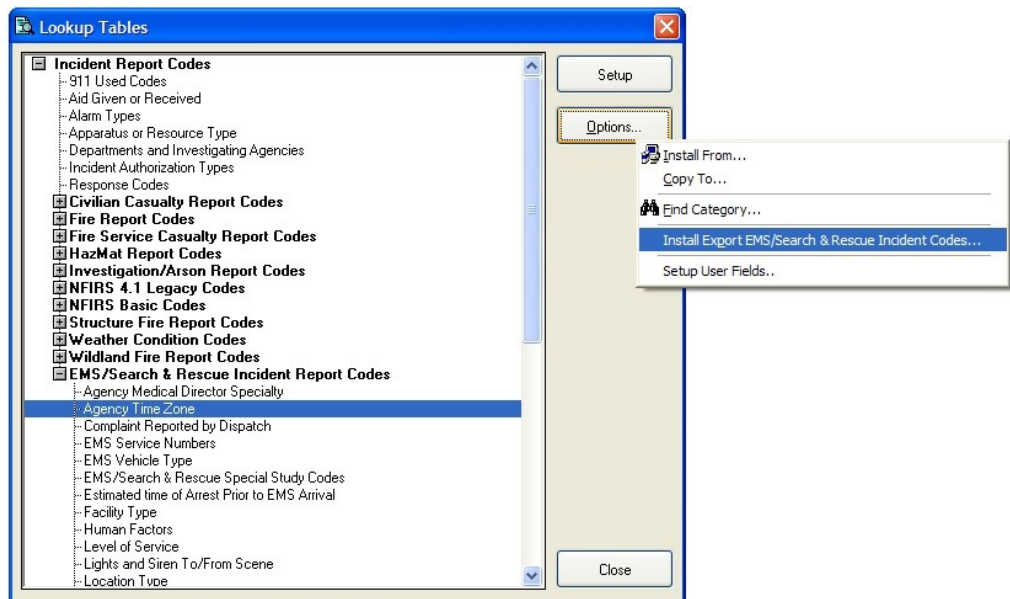 Lookup Tables
Incident Report Codes
911 Used Codes
Aid Given or Received
Alarm Types
Apparatus or Resource Type
Departments and Investigating Agencies
Incident Authorization Types
Response Codes
Civilian Casualty Report Codes
Fire Report Codes
Fire Service Casualty Report Codes
HazMat Report Codes
Investigation/Arson Report Codes
NFIRS 4.1 Legacy Codes
NFIRS Basic Codes
Structure Fire Report Codes
Weather Condition Codes
Wildland Fire Report Codes
EMS/Search & Rescue Incident Report Codes
Agency Medical Director Specialty
Agency Time Zone
Complaint Reported by Dispatch
EMS Service Numbers
EMS Vehicle Type
EMS/Search & Rescue Special Study Codes
Estimated time of Arrest Prior to EMS Arrival
Facility Type
Human Factors
Level of Service
Lights and Siren To/From Scene
Location Type
Setup
Options...
Install From...
Copy To...
Find Category...
Install Export EMS/Search & Rescue Incident Codes...
Setup User Fields..
Close